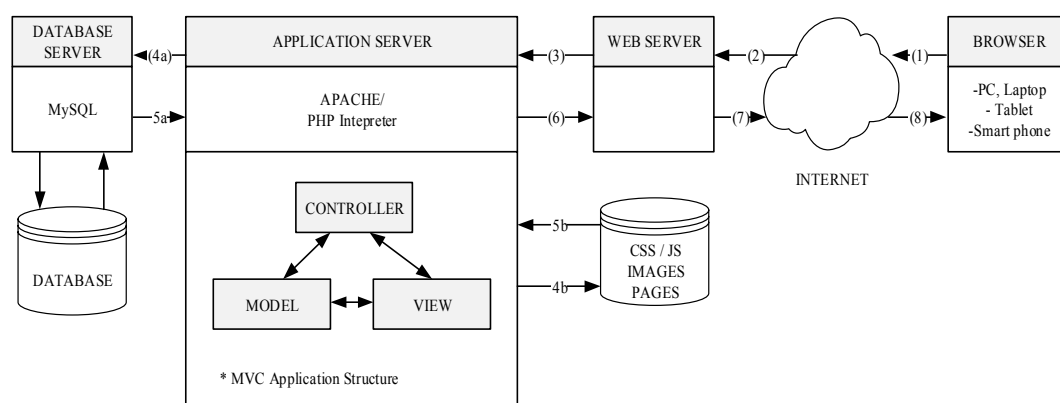 DATABASE
SERVER
(4a)
APPLICATION SERVER
(3)
WEB SERVER
(2)
(1)
BROWSER
MySQL
5a
APACHE/
PHP Intepreter
(6)
(7)
(8)
-PC, Laptop
- Tablet
-Smart phone
INTERNET
CONTROLLER
5b
CSS / JS
IMAGES
PAGES
DATABASE
MODEL
VIEW
4b
* MVC Application Structure